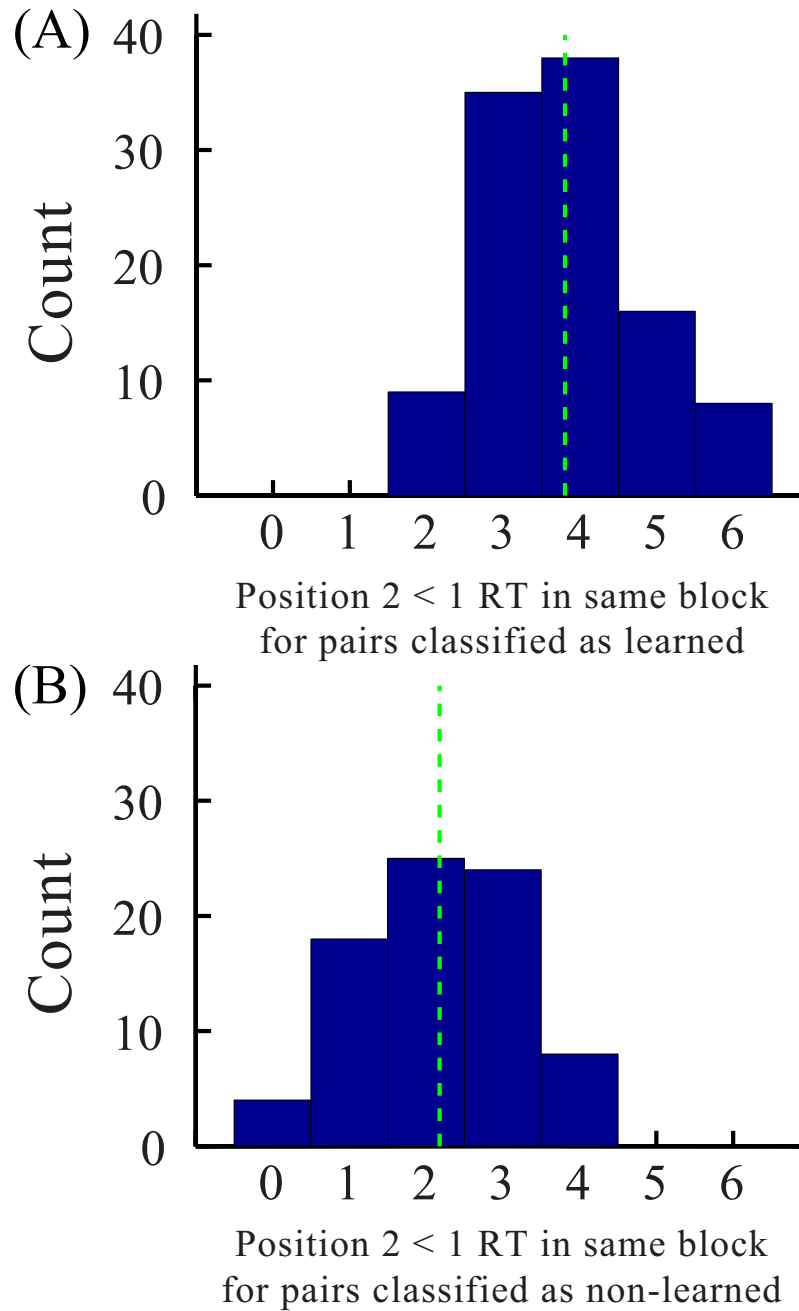 (A)
Count
40
30
20
10
0
0 1 2 3 4 5 6
Position 2 < 1 RT in same block
for pairs classified as learned
(B)
Count
40
30
20
10
0
0 1 2 3 4 5 6
Position 2 < 1 RT in same block
for pairs classified as non-learned